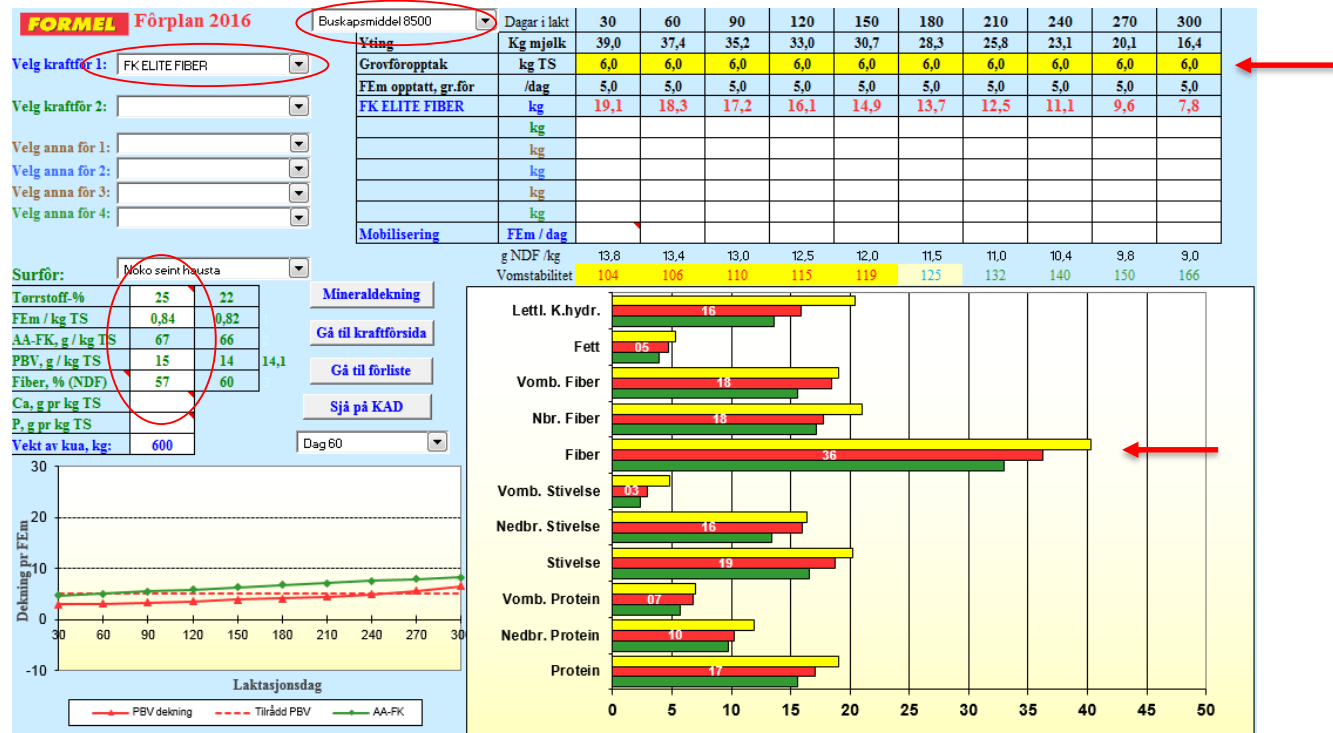 FORMEL Fôrplan 2016 Buskapsmiddel 8500 Dagar i lakt 30 60 90 120 150 180 210 240 270 300
Yting Kg mjølk 39,0 37,4 35,2 33,0 30,7 28,3 25,8 23,1 20,1 16,4
Velg kraftfôr 1: FK ELITE FIBER Grovfôropptak kg TS 6,0 6,0 6,0 6,0 6,0 6,0 6,0 6,0 6,0 6,0
FEm opptatt, gr.fôr /dag 5,0 5,0 5,0 5,0 5,0 5,0 5,0 5,0 5,0 5,0
Velg kraftfôr 2: FK ELITE FIBER kg 19,1 18,3 17,2 16,1 14,9 13,7 12,5 11,1 9,6 7,8
kg
Velg anna fôr 1: kg
Velg anna fôr 2: kg
Velg anna fôr 3: kg
Velg anna fôr 4: kg
Mobilisering FEm / dag
g NDF /kg 13,8 13,4 13,0 12,5 12,0 11,5 11,0 10,4 9,8 9,0
Surfôr: Noko seint hausta Vomstabilitet 104 106 110 115 119 125 132 140 150 166
Tørrstoff-% 25 22
FEm / kg TS 0,84 0,82
AA-FK, g / kg TS 67 66
PBV, g / kg TS 15 14 14,1
Fiber, % (NDF) 57 60
Ca, g pr kg TS
P, g pr kg TS
Vekt av kua, kg: 600
Mineraldekning
Gå til kraftfôrsida
Gå til fôrliste
Sjå på KAD
Dag 60
30
20
10
0
-10
Dekning pr FEm
30 60 90 120 150 180 210 240 270 30
Laktasjonsdag
PBV dekning Tilrådd PBV AA-FK
Lettl. K.hydr. 16
Fett 05
Vomb. Fiber 18
Nbr. Fiber 18
Fiber 36
Vomb. Stivelse 03
Nedbr. Stivelse 16
Stivelse 19
Vomb. Protein 07
Nedbr. Protein 10
Protein 17
0 5 10 15 20 25 30 35 40 45 50